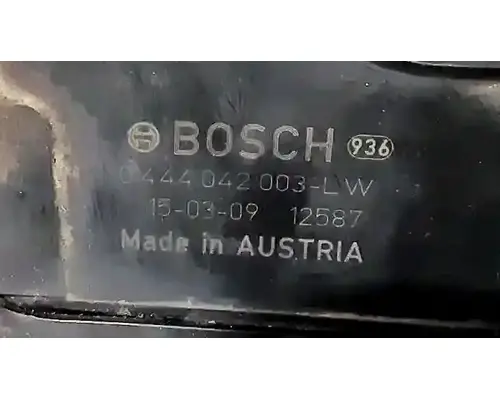 BOSCH 936
0 444 042 003-LW
15-03-09 12587
Made in AUSTRIA